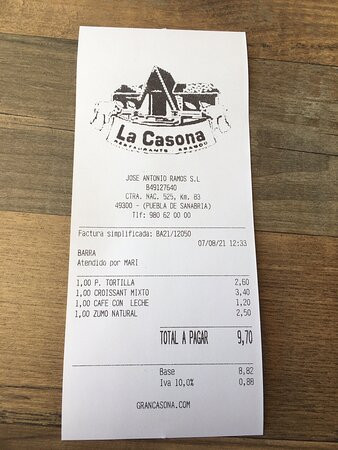 La Casona
RESTAURANTE - ASADOR
JOSE ANTONIO RAMOS S.L
B49127640
CTRA. NAC. 525, Km. 83
49300 - (PUEBLA DE SANABRIA)
Tlf: 980 62 00 00
Factura simplificada: BA21/12050
07/08/21 12:33
BARRA
Atendido por MARI
1,00 P. TORTILLA 2,60
1,00 CROISSANT MIXTO 3,40
1,00 CAFE CON LECHE 1,20
1,00 ZUMO NATURAL 2,50
TOTAL A PAGAR 9,70
Base 8,82
Iva 10,0% 0,88
GRANCASONA.COM